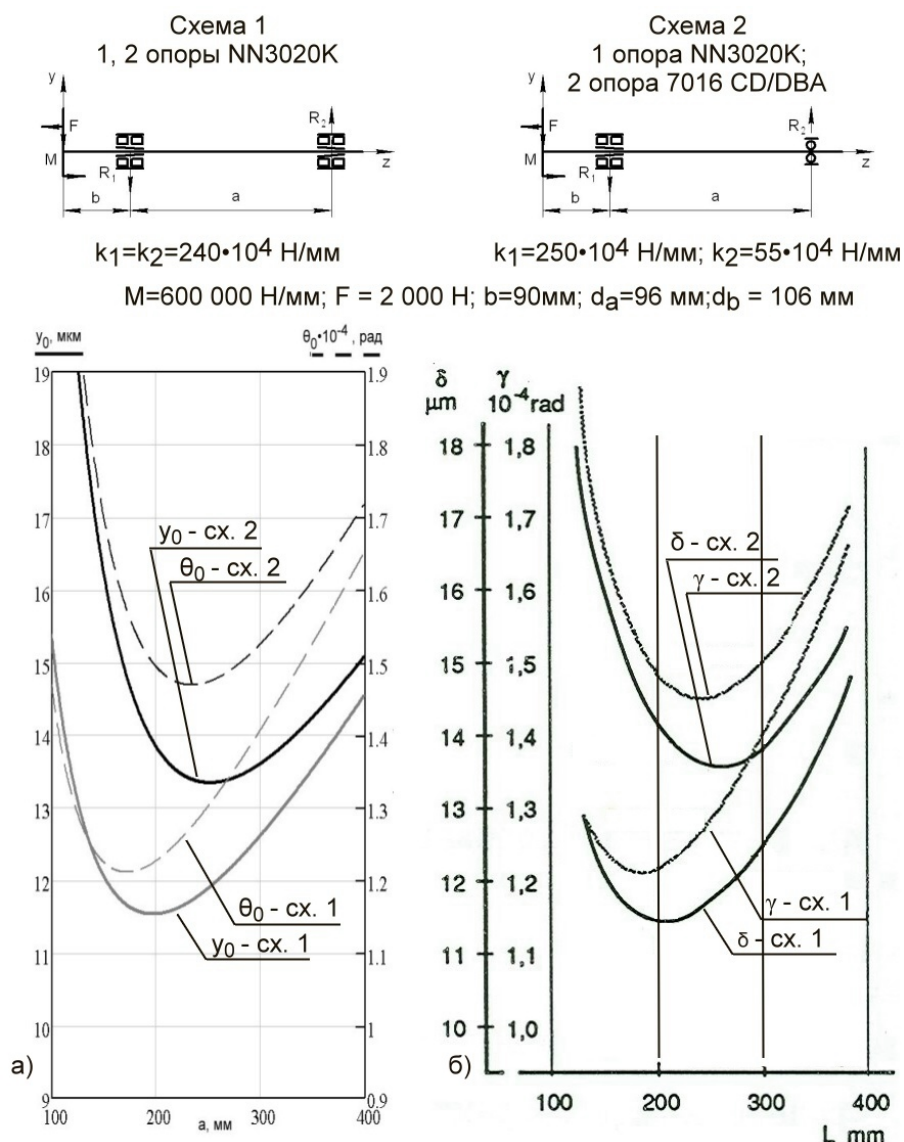 Схема 1
1, 2 опоры NN3020K
y
F
M
R1
R2
z
b
a
Схема 2
1 опора NN3020K;
2 опора 7016 CD/DBA
y
F
M
R1
R2
z
b
a
k1=k2=240•10⁴ Н/мм
k1=250•10⁴ Н/мм; k2=55•10⁴ Н/мм
M=600 000 Н/мм; F = 2 000 Н; b=90мм; da=96 мм;db = 106 мм
y0, мкм
θ0•10⁻⁴, рад
19
18
17
16
15
14
13
12
11
10
9
1.9
1.8
1.7
1.6
1.5
1.4
1.3
1.2
1.1
1
0.9
y0 - сх. 2
θ0 - сх. 2
θ0 - сх. 1
y0 - сх. 1
100 200 300 400
а, мм
а)
δ
μm
γ
10⁻⁴rad
18
17
16
15
14
13
12
11
10
1,8
1,7
1,6
1,5
1,4
1,3
1,2
1,1
1,0
δ - сх. 2
γ - сх. 2
γ - сх. 1
δ - сх. 1
100 200 300 400
L mm
б)